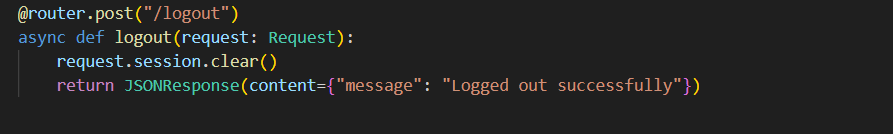 @router.post("/logout")
async def logout(request: Request):
    request.session.clear()
    return JSONResponse(content={"message": "Logged out successfully"})